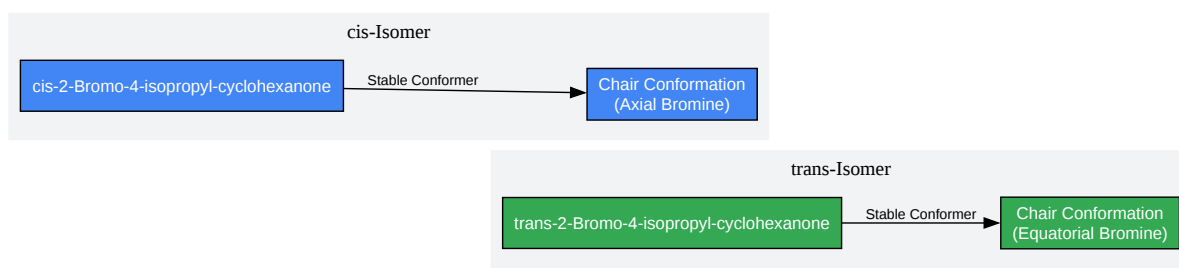 cis-Isomer
cis-2-Bromo-4-isopropyl-cyclohexanone
Stable Conformer
Chair Conformation
(Axial Bromine)
trans-Isomer
trans-2-Bromo-4-isopropyl-cyclohexanone
Stable Conformer
Chair Conformation
(Equatorial Bromine)